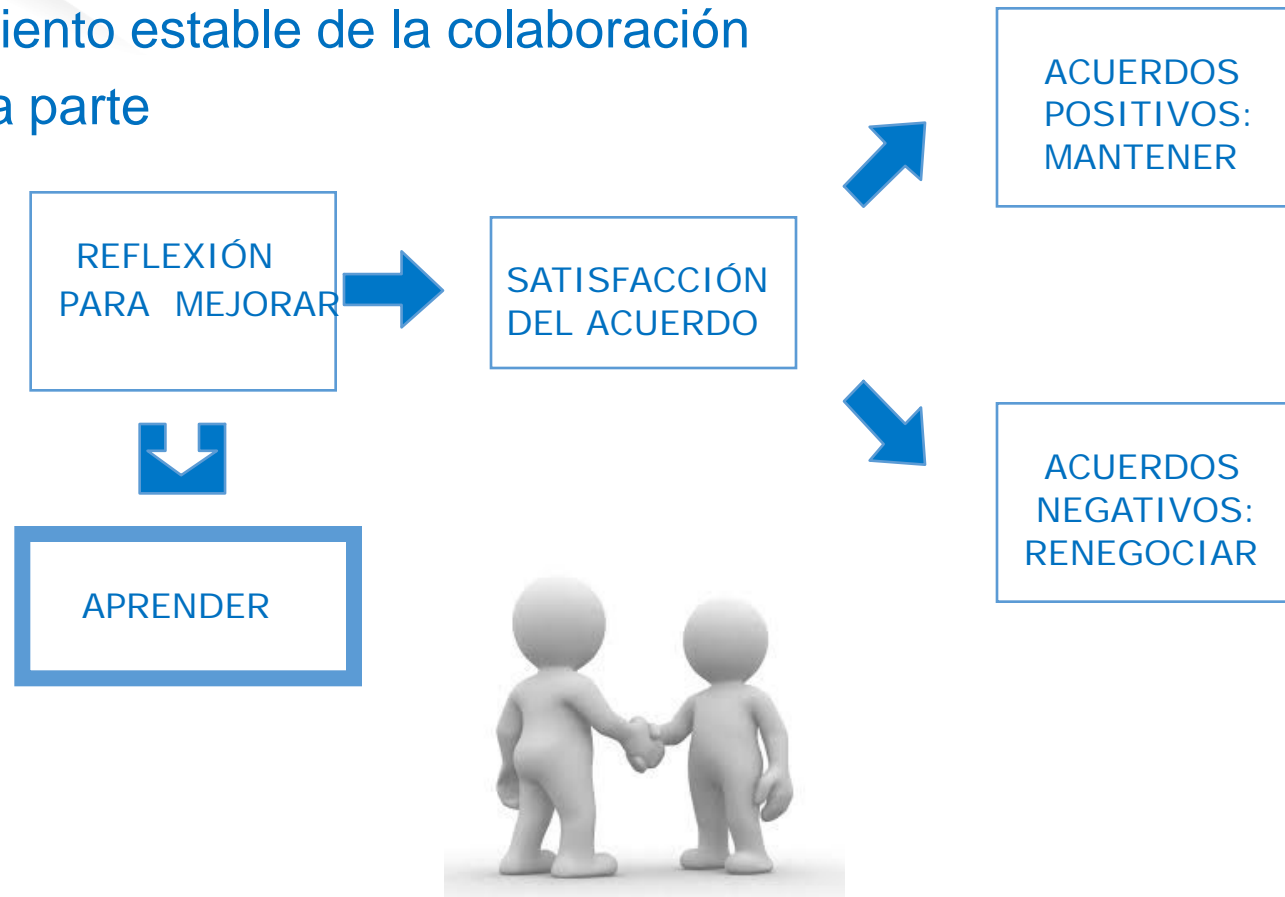 iento estable de la colaboración
a parte
ACUERDOS
POSITIVOS:
MANTENER
REFLEXIÓN
PARA MEJORAR
SATISFACCIÓN
DEL ACUERDO
ACUERDOS
NEGATIVOS:
RENEGOCIAR
APRENDER